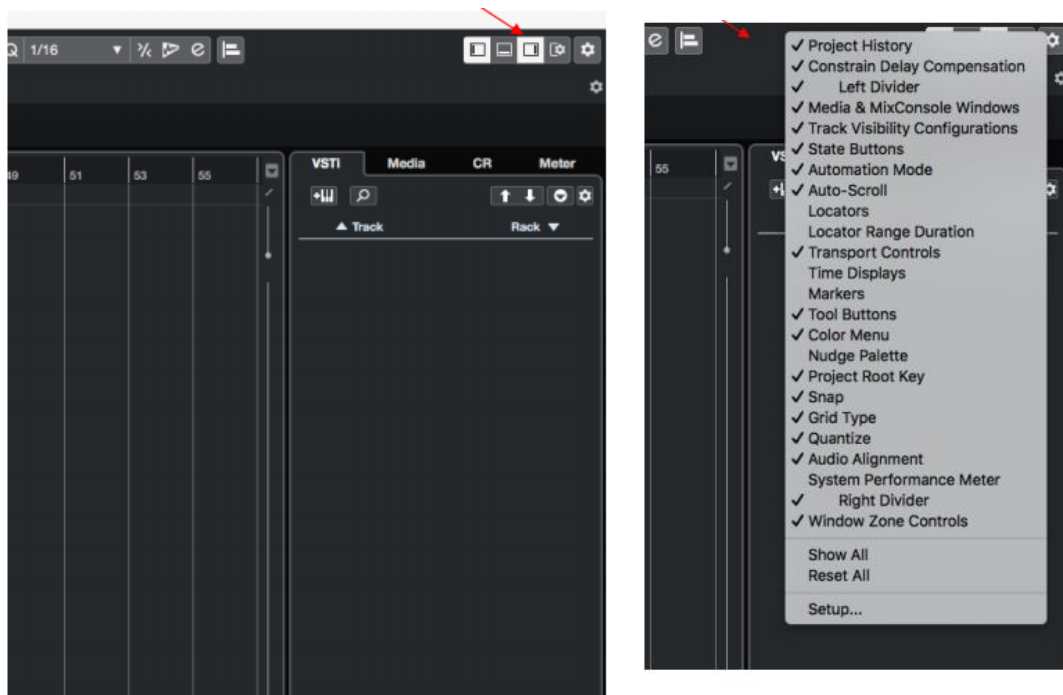 1/16
49 51 53 55
VSTi Media CR Meter
Track Rack
55
Project History
Constrain Delay Compensation
Left Divider
Media & MixConsole Windows
Track Visibility Configurations
State Buttons
Automation Mode
Auto-Scroll
Locators
Locator Range Duration
Transport Controls
Time Displays
Markers
Tool Buttons
Color Menu
Nudge Palette
Project Root Key
Snap
Grid Type
Quantize
Audio Alignment
System Performance Meter
Right Divider
Window Zone Controls
Show All
Reset All
Setup...